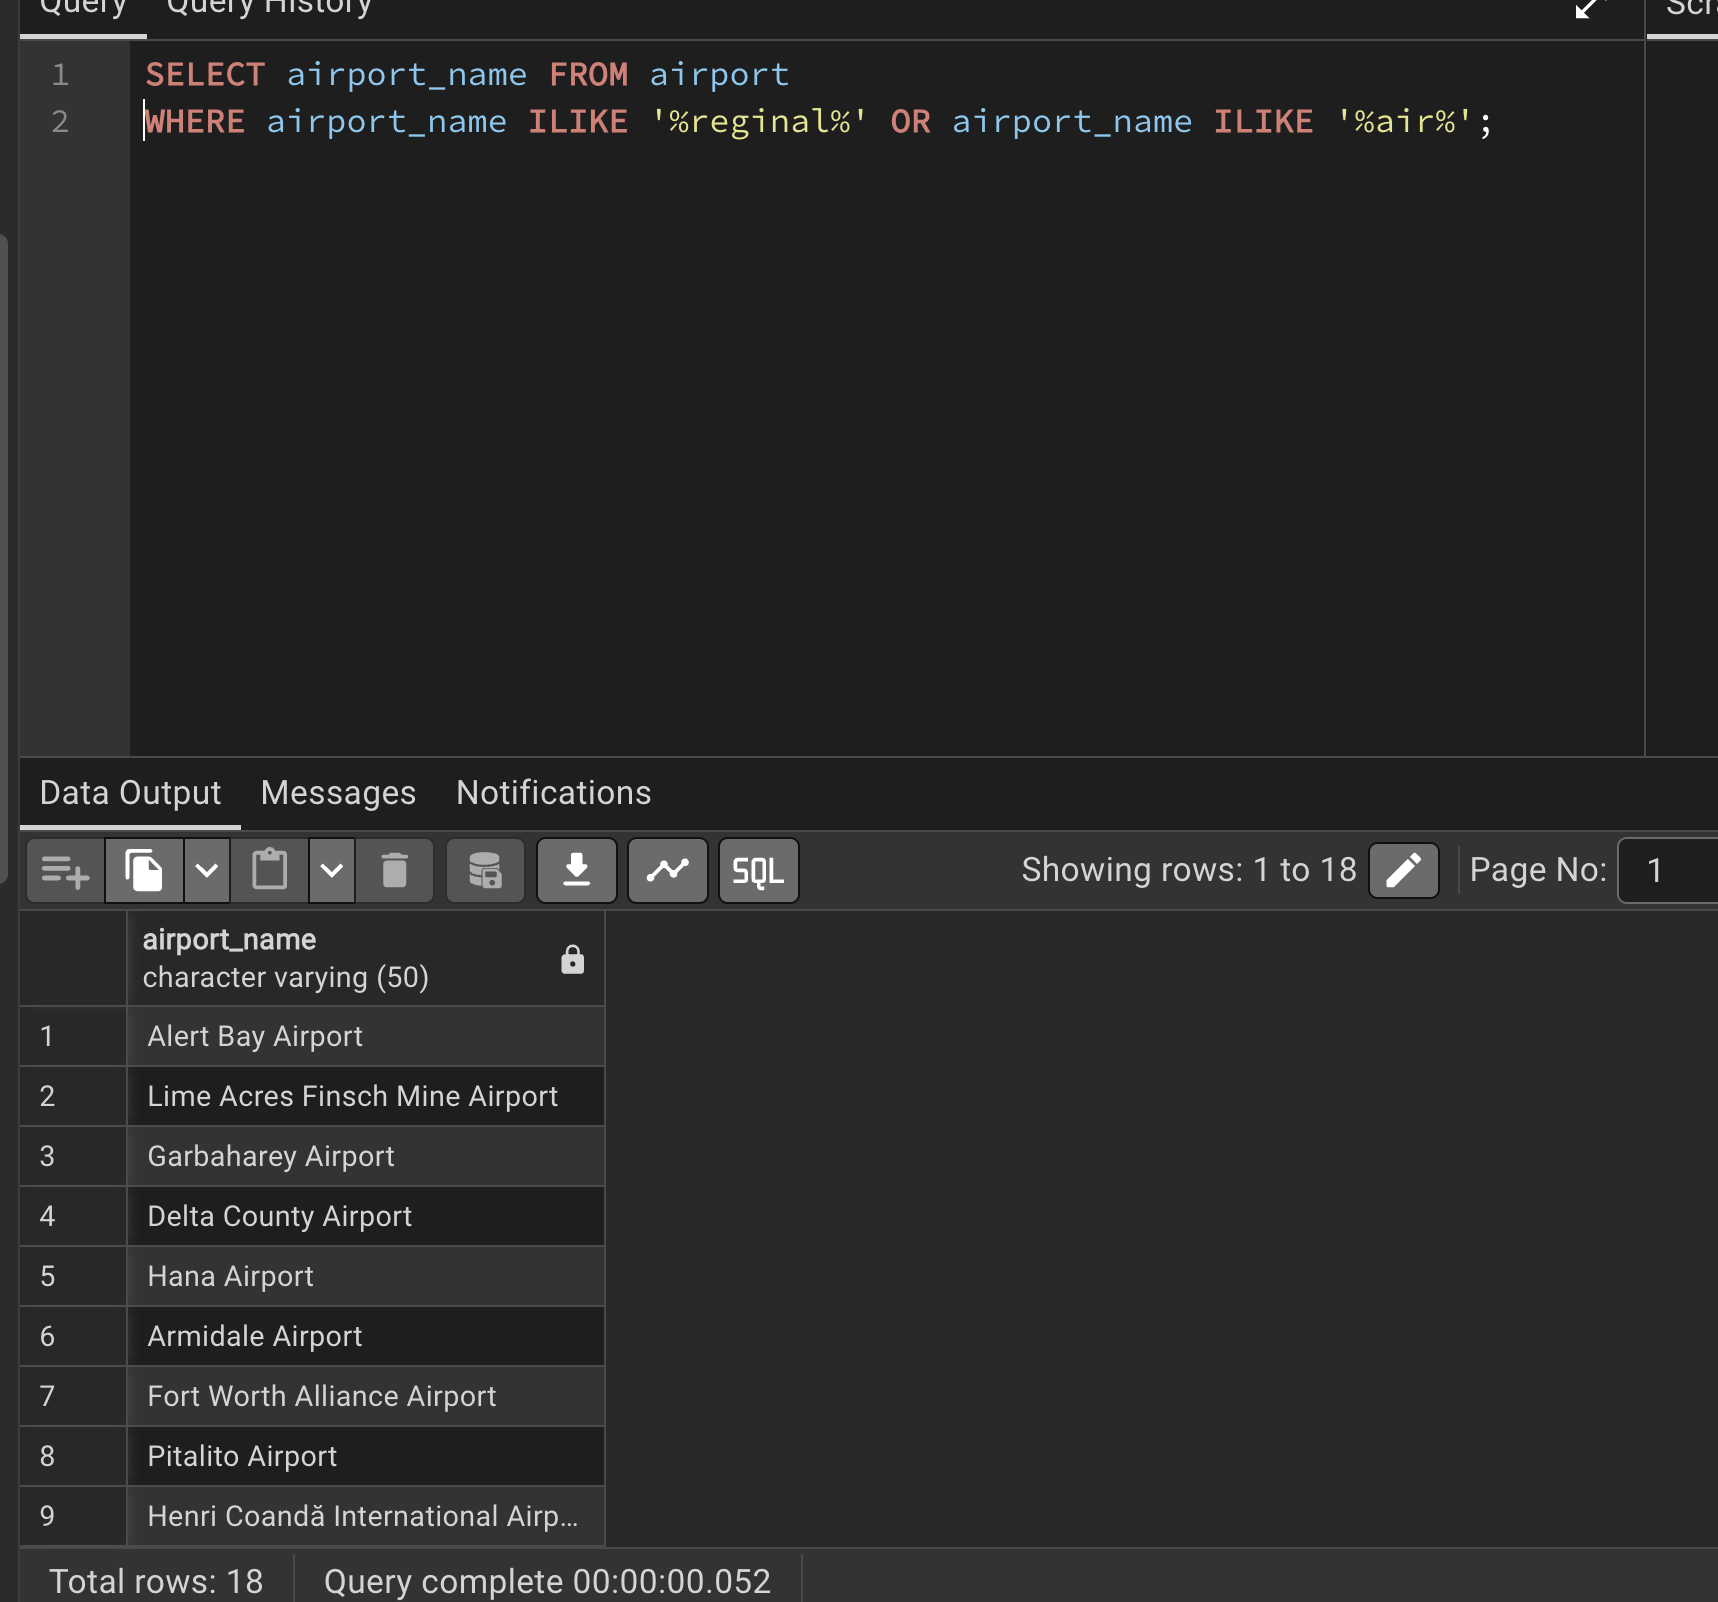 Query Query History
1 SELECT airport_name FROM airport
2 WHERE airport_name ILIKE '%reginal%' OR airport_name ILIKE '%air%';
Data Output Messages Notifications
SQL Showing rows: 1 to 18 Page No: 1
airport_name
character varying (50)
1 Alert Bay Airport
2 Lime Acres Finsch Mine Airport
3 Garbaharey Airport
4 Delta County Airport
5 Hana Airport
6 Armidale Airport
7 Fort Worth Alliance Airport
8 Pitalito Airport
9 Henri Coandă International Airp...
Total rows: 18 Query complete 00:00:00.052